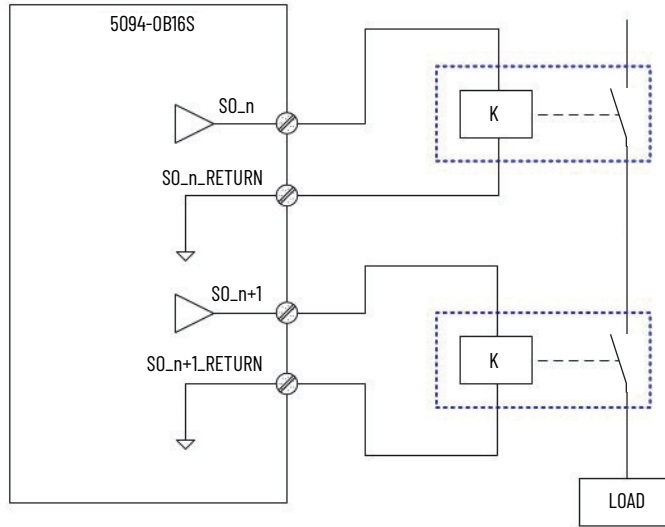 5094-OB16S
SO_n
K
SO_n_RETURN
SO_n+1
K
SO_n+1_RETURN
LOAD